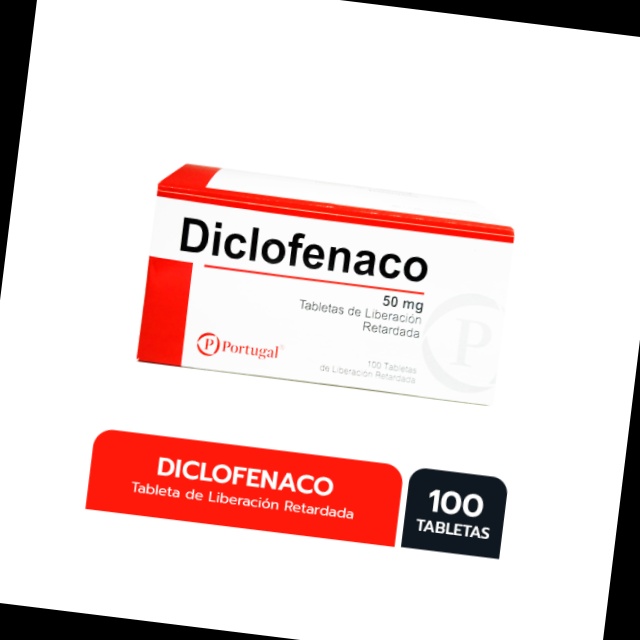 Diclofenaco
50 mg
Tabletas de Liberación
Retardada
P Portugal®
100 Tabletas
de Liberación Retardada
P
DICLOFENACO
Tableta de Liberación Retardada
100
TABLETAS